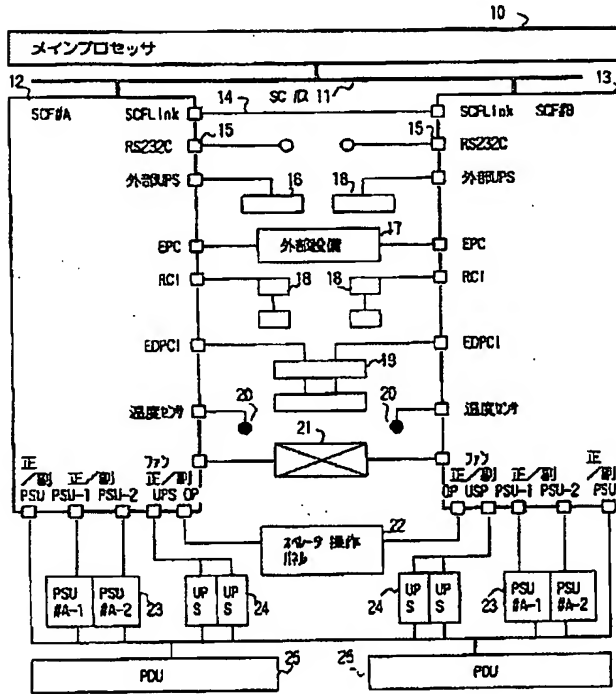 10
メインプロセッサ
12
SCバス 11
13
SCF#A
SCFLink
14
SCFLink
SCF#B
RS232C
15
15
RS232C
外部UPS
16
18
外部UPS
17
EPC
外部設備
EPC
RCI
18
18
RCI
EDPCI
19
EDPCI
温度センサ
20
20
温度センサ
21
ファン
ファン
正/副
正/副
正/副
正/副
正/副
正/副
PSU
PSU-1
PSU-2
UPS
OP
OP
USP
PSU-1
PSU-2
PSU
22
オペレータ操作
パネル
PSU
#A-1
PSU
#A-2
23
UP
S
UP
S
24
24
UP
S
UP
S
23
PSU
#A-1
PSU
#A-2
PDU
25
25
PDU